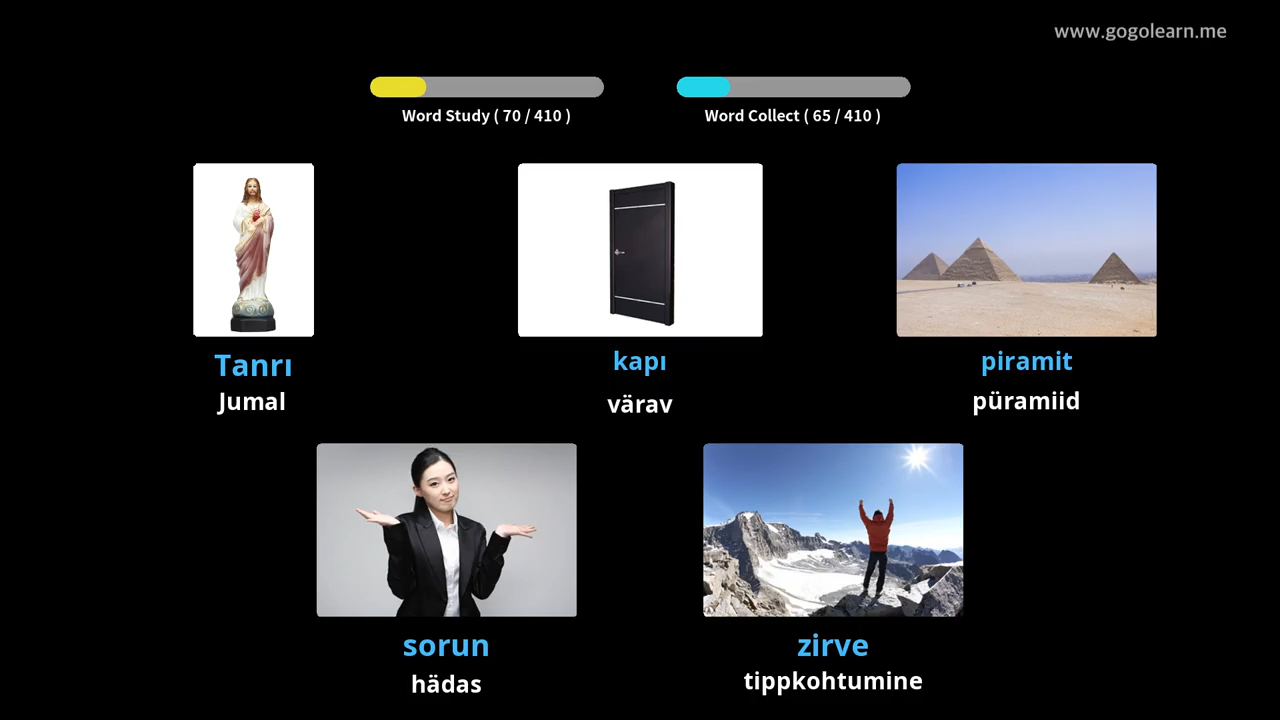 www.gogolearn.me
Word Study ( 70 / 410 )
Word Collect ( 65 / 410 )
Tanrı
Jumal
kapı
värav
piramit
püramiid
sorun
hädas
zirve
tippkohtumine